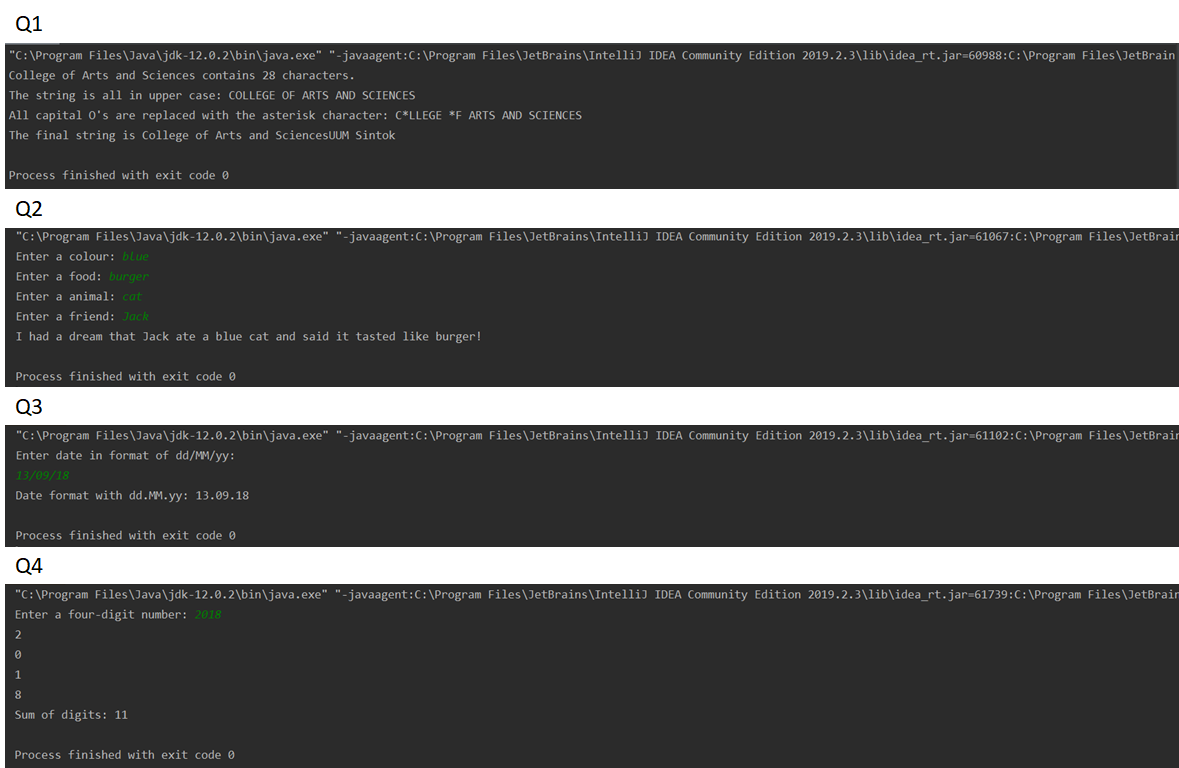 Q1
"C:\Program Files\Java\jdk-12.0.2\bin\java.exe" "-javaagent:C:\Program Files\JetBrains\IntelliJ IDEA Community Edition 2019.2.3\lib\idea_rt.jar=60988:C:\Program Files\JetBrain
College of Arts and Sciences contains 28 characters.
The string is all in upper case: COLLEGE OF ARTS AND SCIENCES
All capital O's are replaced with the asterisk character: C*LLEGE *F ARTS AND SCIENCES
The final string is College of Arts and SciencesUUM Sintok
Process finished with exit code 0
Q2
"C:\Program Files\Java\jdk-12.0.2\bin\java.exe" "-javaagent:C:\Program Files\JetBrains\IntelliJ IDEA Community Edition 2019.2.3\lib\idea_rt.jar=61067:C:\Program Files\JetBrain
Enter a colour: blue
Enter a food: burger
Enter a animal: cat
Enter a friend: Jack
I had a dream that Jack ate a blue cat and said it tasted like burger!
Process finished with exit code 0
Q3
"C:\Program Files\Java\jdk-12.0.2\bin\java.exe" "-javaagent:C:\Program Files\JetBrains\IntelliJ IDEA Community Edition 2019.2.3\lib\idea_rt.jar=61102:C:\Program Files\JetBrain
Enter date in format of dd/MM/yy:
13/09/18
Date format with dd.MM.yy: 13.09.18
Process finished with exit code 0
Q4
"C:\Program Files\Java\jdk-12.0.2\bin\java.exe" "-javaagent:C:\Program Files\JetBrains\IntelliJ IDEA Community Edition 2019.2.3\lib\idea_rt.jar=61739:C:\Program Files\JetBrain
Enter a four-digit number: 2018
2
0
1
8
Sum of digits: 11
Process finished with exit code 0